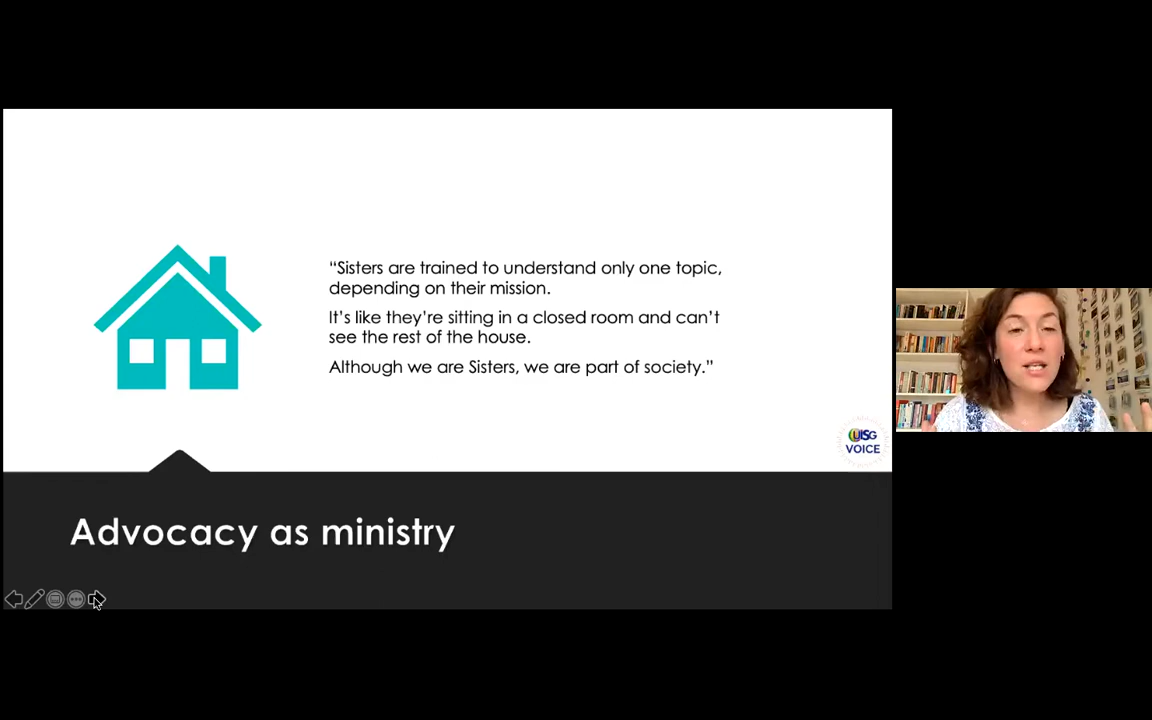 “Sisters are trained to understand only one topic,
depending on their mission.
It’s like they’re sitting in a closed room and can’t
see the rest of the house.
Although we are Sisters, we are part of society.”
UISG
VOICE
Advocacy as ministry